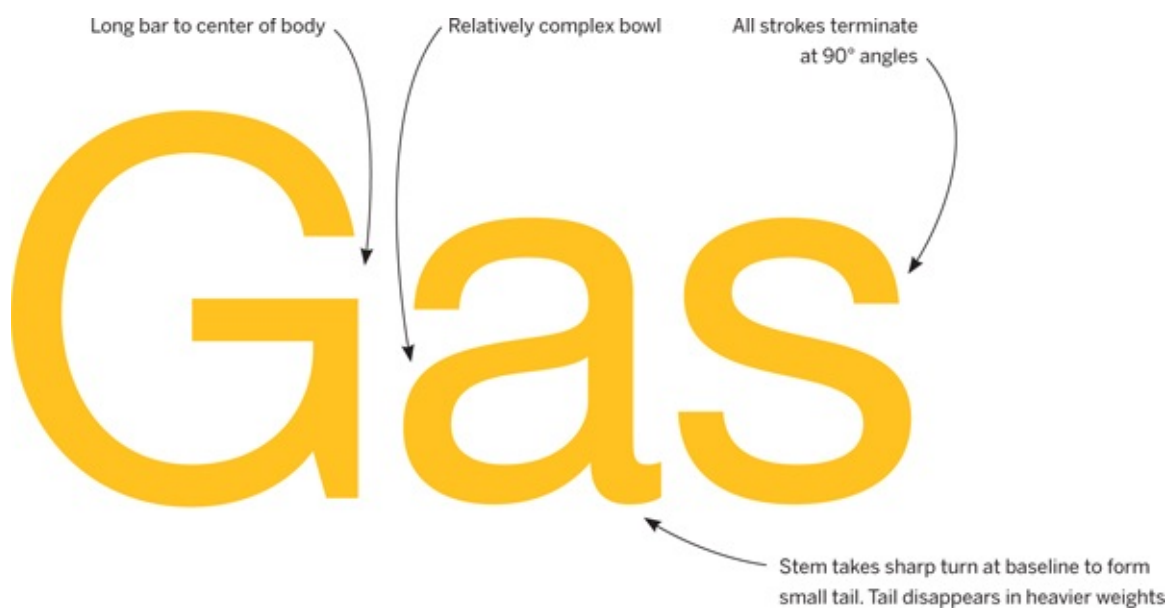 Long bar to center of body
Relatively complex bowl
All strokes terminate
at 90° angles
Gas
Stem takes sharp turn at baseline to form
small tail. Tail disappears in heavier weights